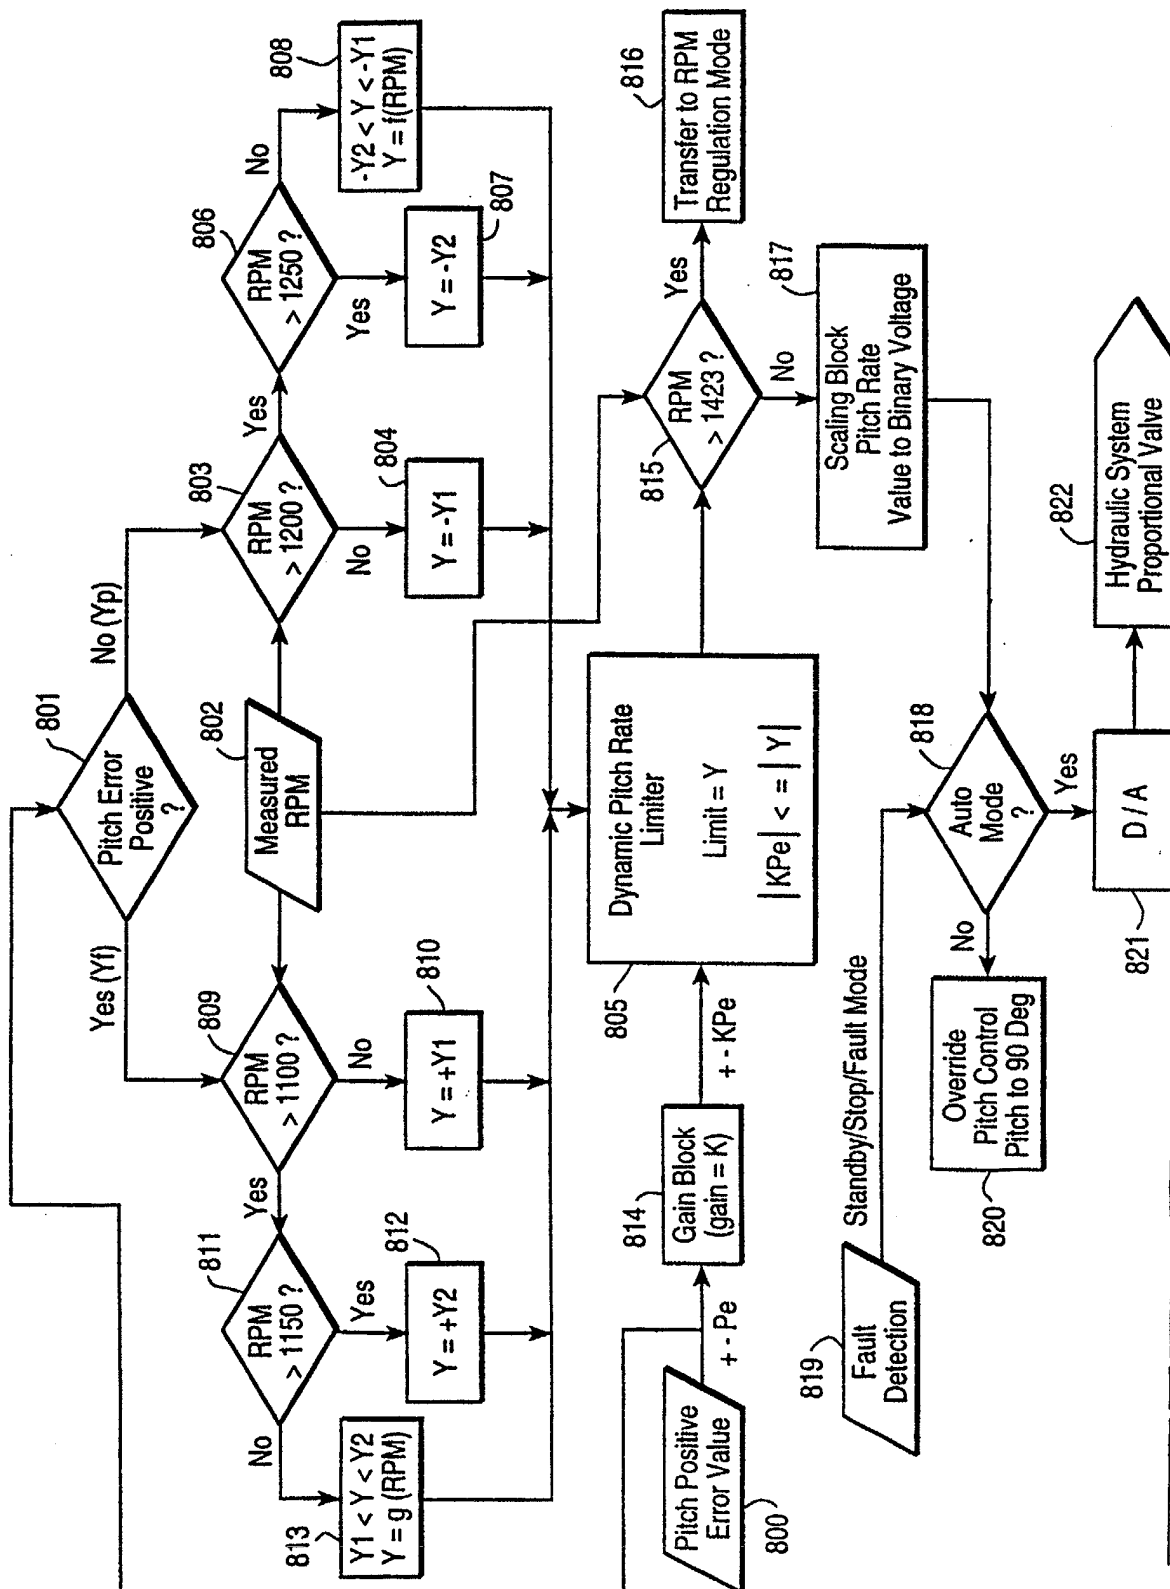 801
Pitch Error
Positive
?
Yes (Yf)
No (Yp)
802
Measured
RPM
803
RPM
> 1200 ?
Yes
No
804
Y = -Y1
806
RPM
> 1250 ?
No
Yes
807
Y = -Y2
808
-Y2 < Y < -Y1
Y = f(RPM)
809
RPM
> 1100 ?
No
Yes
810
Y = +Y1
811
RPM
> 1150 ?
Yes
No
812
Y = +Y2
813
Y1 < Y < Y2
Y = g (RPM)
800
Pitch Positive
Error Value
+ - Pe
814
Gain Block
(gain = K)
+ - KPe
805
Dynamic Pitch Rate
Limiter
Limit = Y
|KPe| < = | Y |
815
RPM
> 1423 ?
Yes
No
816
Transfer to RPM
Regulation Mode
817
Scaling Block
Pitch Rate
Value to Binary Voltage
819
Fault
Detection
Standby/Stop/Fault Mode
818
Auto
Mode
?
No
Yes
820
Override
Pitch Control
Pitch to 90 Deg
821
D / A
822
Hydraulic System
Proportional Valve